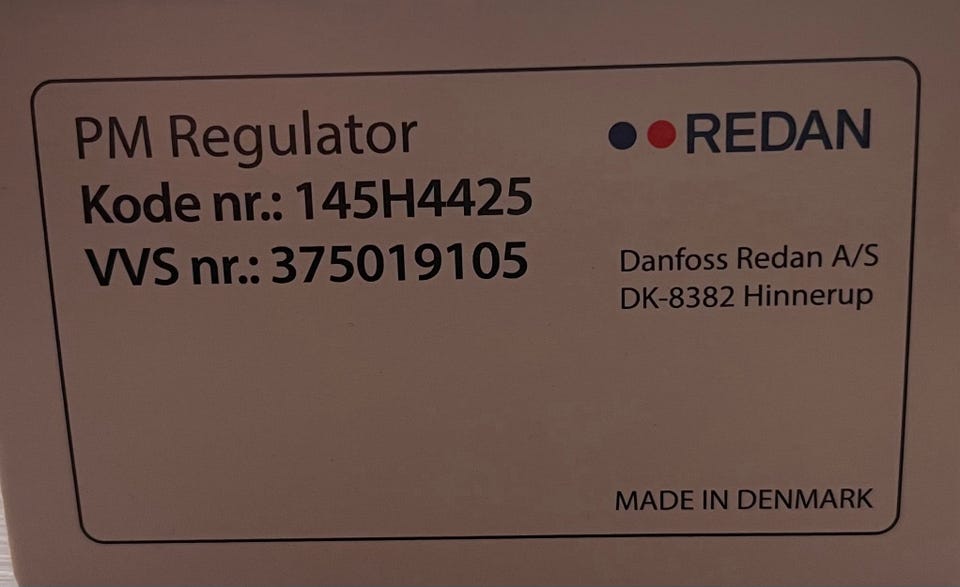 PM Regulator
Kode nr.: 145H4425
VVS nr.: 375019105
REDAN
Danfoss Redan A/S
DK-8382 Hinnerup
MADE IN DENMARK